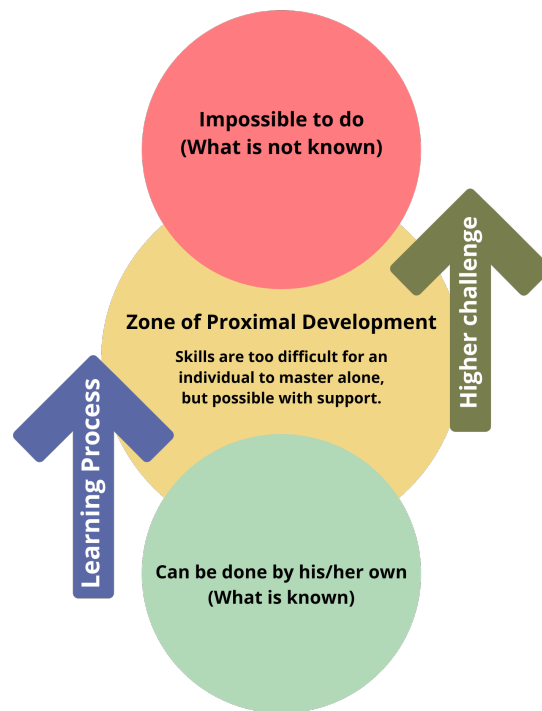 Impossible to do
(What is not known)
Higher challenge
Zone of Proximal Development
Skills are too difficult for an
individual to master alone,
but possible with support.
Learning Process
Can be done by his/her own
(What is known)